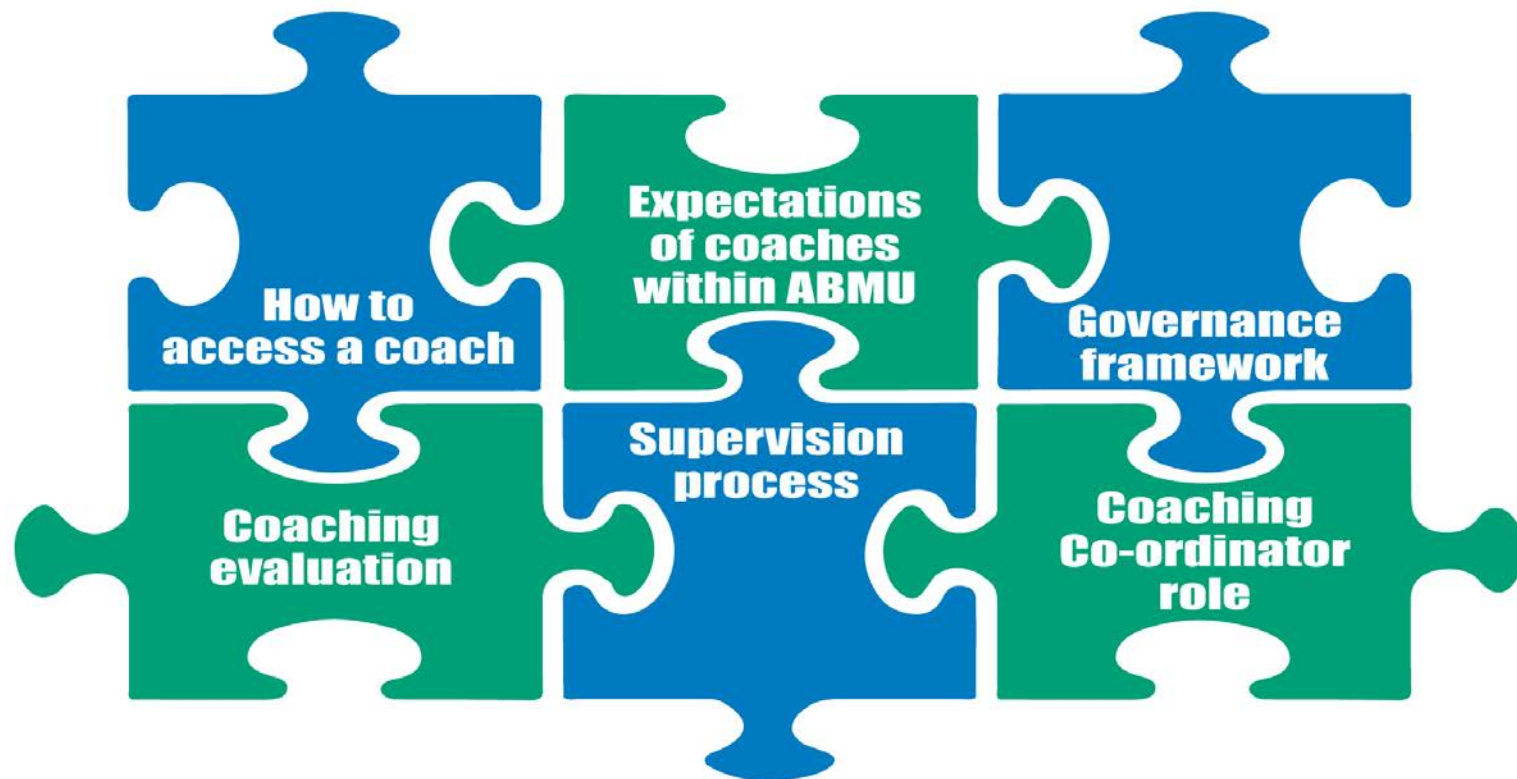 How to
access a coach
Expectations
of coaches
within ABMU
Governance
framework
Coaching
evaluation
Supervision
process
Coaching
Co-ordinator
role